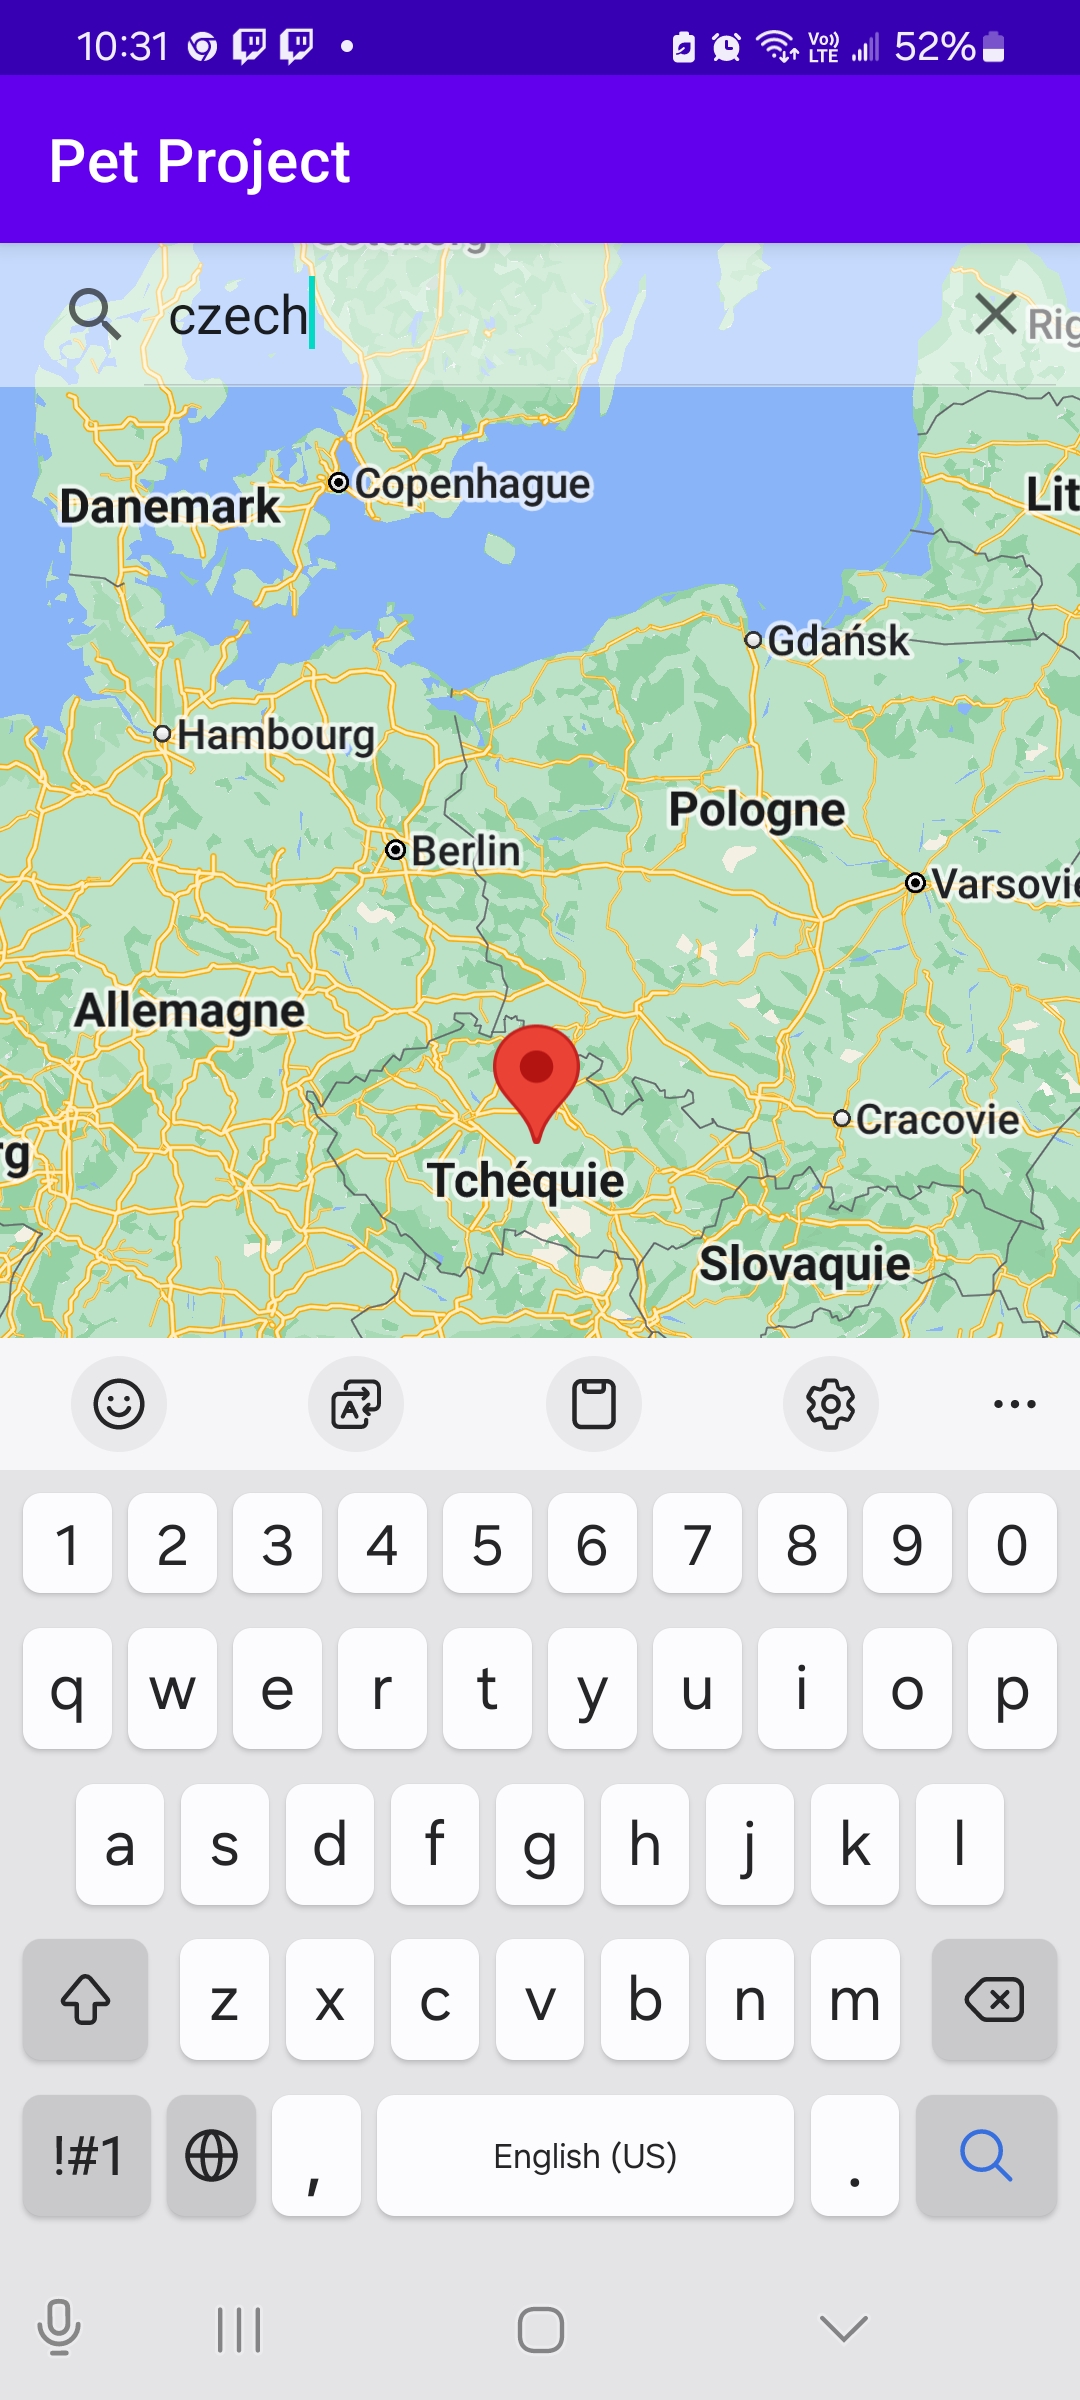 10:31 Vo)) LTE 52%
Pet Project
czech
Rig
Copenhague
Danemark
Lit
Gdańsk
Hambourg
Pologne
Berlin
Varsovie
Allemagne
Cracovie
rg
Tchéquie
Slovaquie
1 2 3 4 5 6 7 8 9 0
q w e r t y u i o p
a s d f g h j k l
z x c v b n m
!#1 , English (US) .